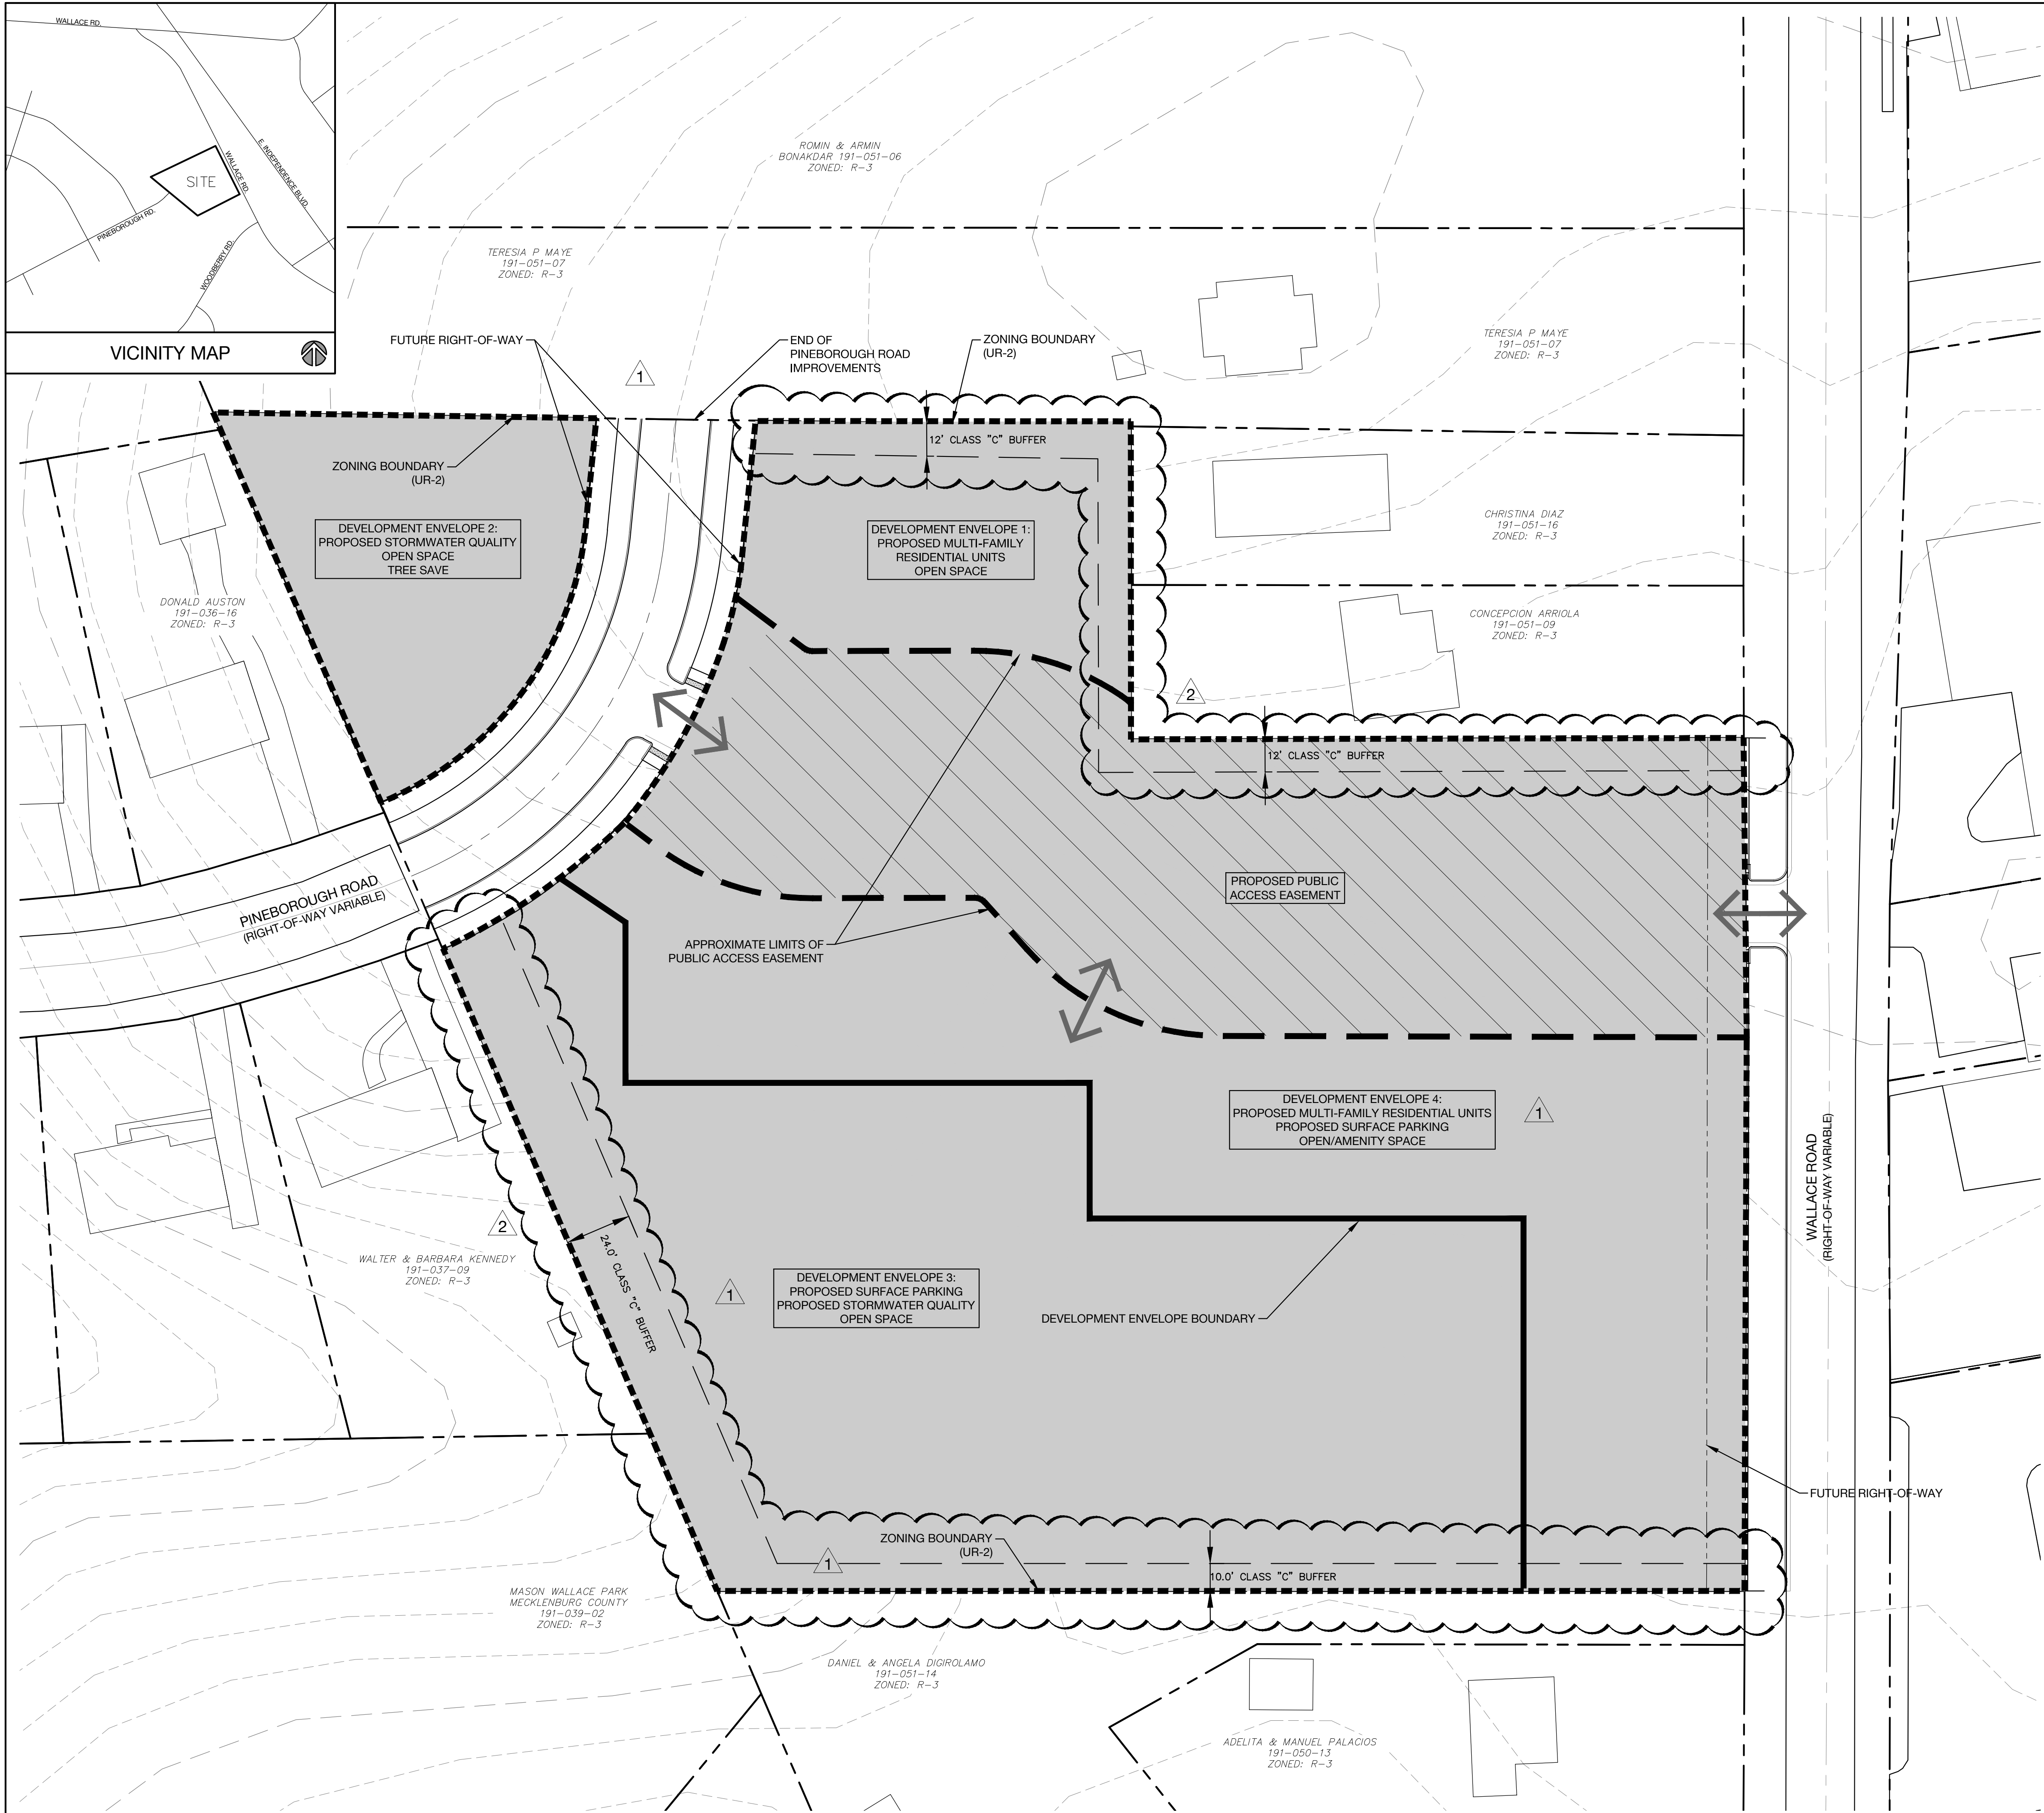 WALLACE RD.
E. INDEPENDENCE BLVD.
WALLACE RD.
SITE
PINEBOROUGH RD.
WOODBERRY RD.
VICINITY MAP
ROMIN & ARMIN
BONAKDAR 191-051-06
ZONED: R-3
TERESIA P MAYE
191-051-07
ZONED: R-3
FUTURE RIGHT-OF-WAY
1
END OF
PINEBOROUGH ROAD
IMPROVEMENTS
ZONING BOUNDARY
(UR-2)
TERESIA P MAYE
191-051-07
ZONED: R-3
12' CLASS "C" BUFFER
ZONING BOUNDARY
(UR-2)
DEVELOPMENT ENVELOPE 2:
PROPOSED STORMWATER QUALITY
OPEN SPACE
TREE SAVE
DEVELOPMENT ENVELOPE 1:
PROPOSED MULTI-FAMILY
RESIDENTIAL UNITS
OPEN SPACE
CHRISTINA DIAZ
191-051-16
ZONED: R-3
DONALD AUSTON
191-036-16
ZONED: R-3
CONCEPCION ARRIOLA
191-051-09
ZONED: R-3
2
12' CLASS "C" BUFFER
PINEBOROUGH ROAD
(RIGHT-OF-WAY VARIABLE)
PROPOSED PUBLIC
ACCESS EASEMENT
APPROXIMATE LIMITS OF
PUBLIC ACCESS EASEMENT
DEVELOPMENT ENVELOPE 4:
PROPOSED MULTI-FAMILY RESIDENTIAL UNITS
PROPOSED SURFACE PARKING
OPEN/AMENITY SPACE
1
WALLACE ROAD
(RIGHT-OF-WAY VARIABLE)
2
WALTER & BARBARA KENNEDY
191-037-09
ZONED: R-3
24.0' CLASS "C" BUFFER
1
DEVELOPMENT ENVELOPE 3:
PROPOSED SURFACE PARKING
PROPOSED STORMWATER QUALITY
OPEN SPACE
DEVELOPMENT ENVELOPE BOUNDARY
FUTURE RIGHT-OF-WAY
ZONING BOUNDARY
(UR-2)
1
10.0' CLASS "C" BUFFER
MASON WALLACE PARK
MECKLENBURG COUNTY
191-039-02
ZONED: R-3
DANIEL & ANGELA DIGIROLAMO
191-051-14
ZONED: R-3
ADELITA & MANUEL PALACIOS
191-050-13
ZONED: R-3